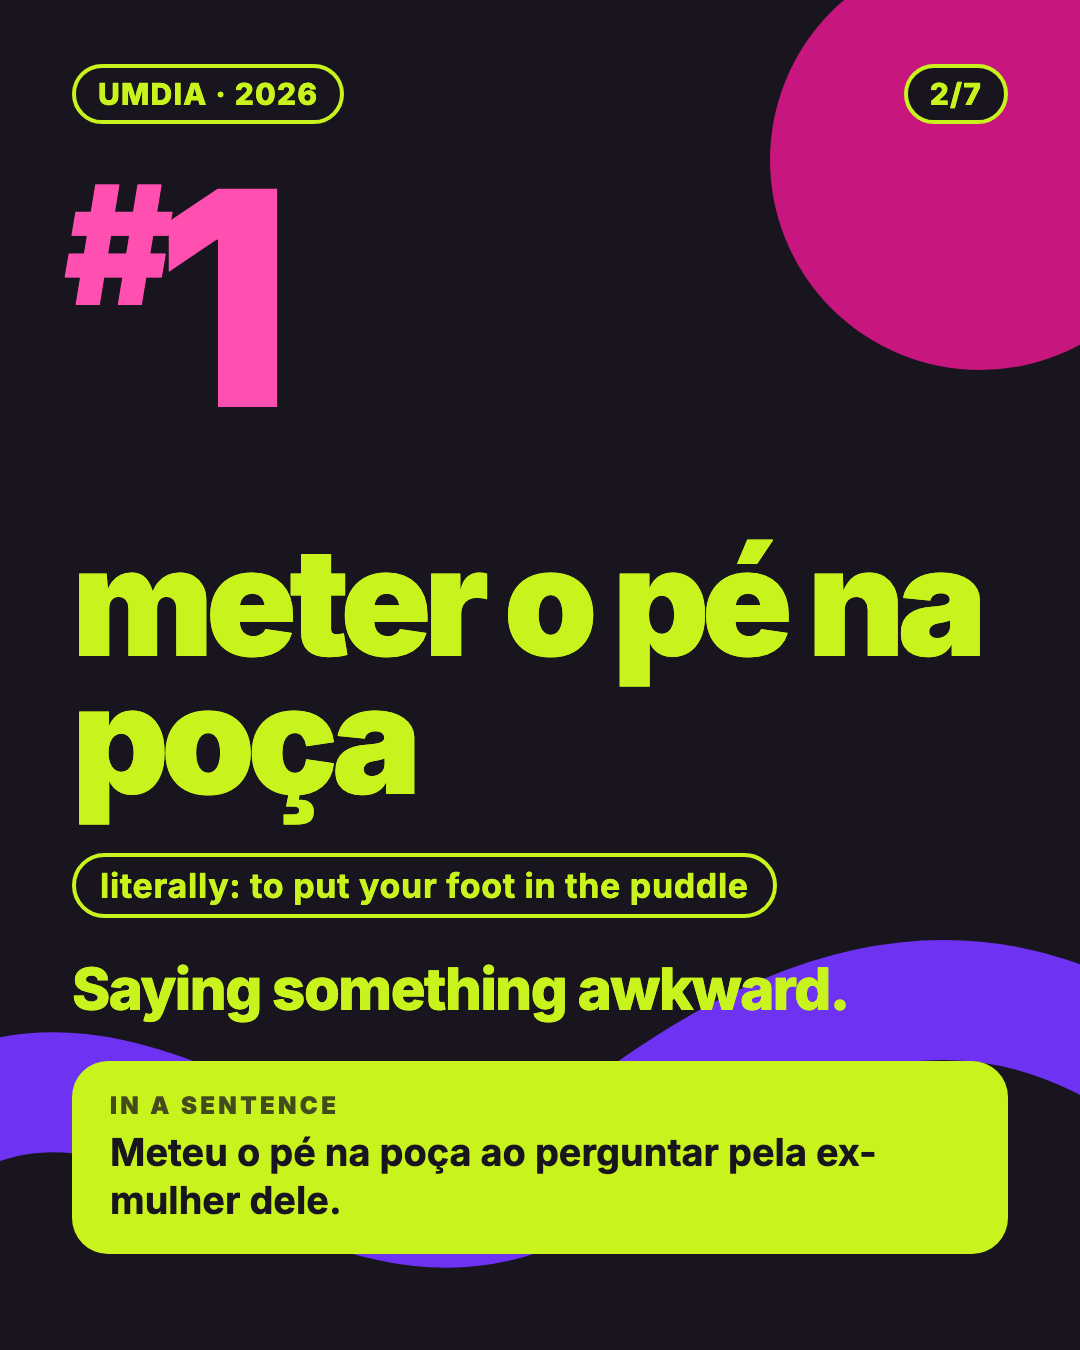 UMDIA · 2026
2/7
#1
meter o pé na
poça
literally: to put your foot in the puddle
Saying something awkward.
IN A SENTENCE
Meteu o pé na poça ao perguntar pela ex-
mulher dele.